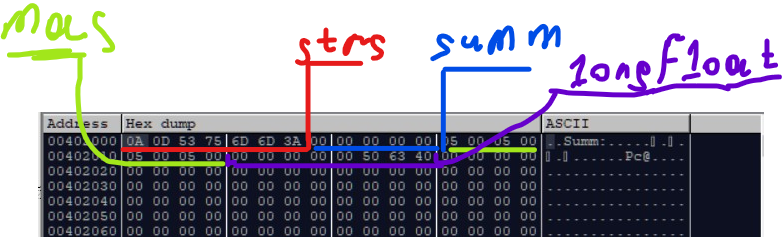 mas strs summ longfloat
Address Hex dump ASCII
00402000 0A 0D 53 75 6D 6D 3A 00 00 00 00 00 05 00 05 00 ..Summ:.....▯.▯.
00402010 05 00 05 00 00 00 00 00 00 50 63 40 00 00 00 00 ▯.▯......Pc@....
00402020 00 00 00 00 00 00 00 00 00 00 00 00 00 00 00 00 ................
00402030 00 00 00 00 00 00 00 00 00 00 00 00 00 00 00 00 ................
00402040 00 00 00 00 00 00 00 00 00 00 00 00 00 00 00 00 ................
00402050 00 00 00 00 00 00 00 00 00 00 00 00 00 00 00 00 ................
00402060 00 00 00 00 00 00 00 00 00 00 00 00 00 00 00 00 ................